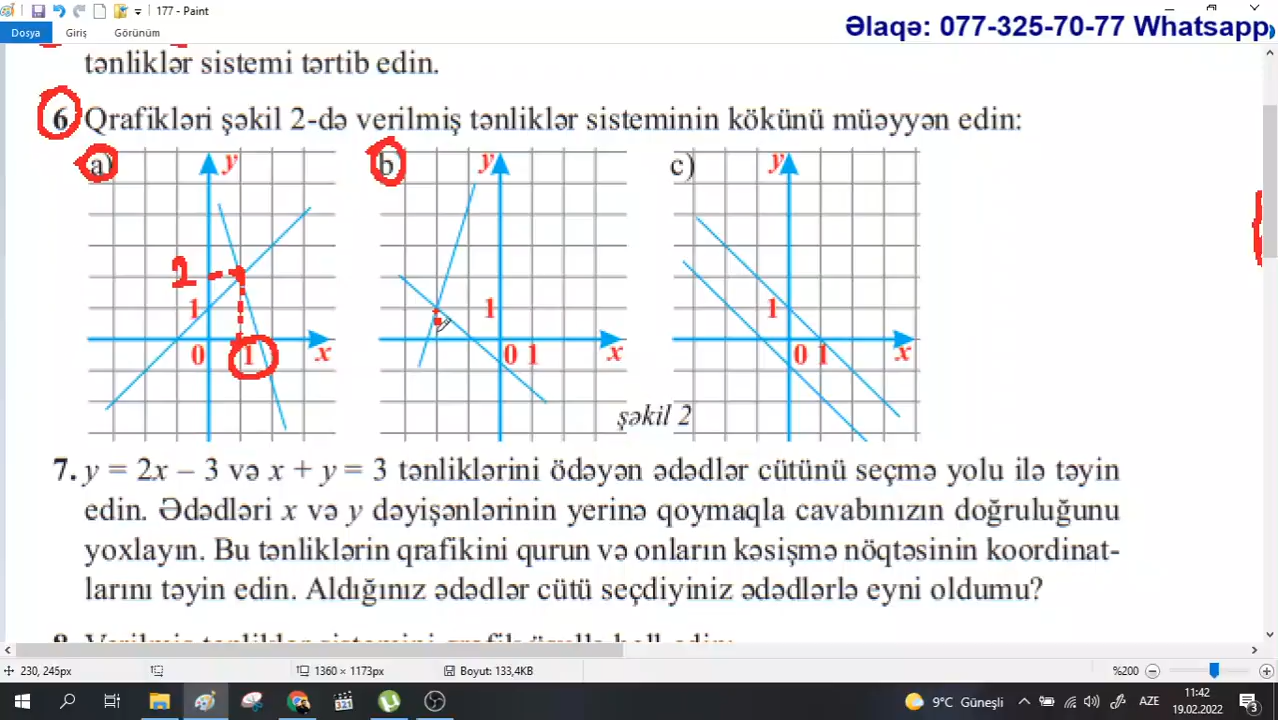 177 - Paint
Əlaqə: 077-325-70-77 Whatsapp
Dosya Giriş Görünüm
tənliklər sistemi tərtib edin.
6 Qrafikləri şəkil 2-də verilmiş tənliklər sisteminin kökünü müəyyən edin:
a) y b y c) y
2
1 1 1
0 1 x 0 1 x 0 1 x
şəkil 2
7. y = 2x – 3 və x + y = 3 tənliklərini ödəyən ədədlər cütünü seçmə yolu ilə təyin
edin. Ədədləri x və y dəyişənlərinin yerinə qoymaqla cavabınızın doğruluğunu
yoxlayın. Bu tənliklərin qrafikini qurun və onların kəsişmə nöqtəsinin koordinat-
larını təyin edin. Aldığınız ədədlər cütü seçdiyiniz ədədlərlə eyni oldumu?
230, 245px 1360 × 1173px Boyut: 133,4KB %200
9°C Güneşli AZE 11:42
19.02.2022 3